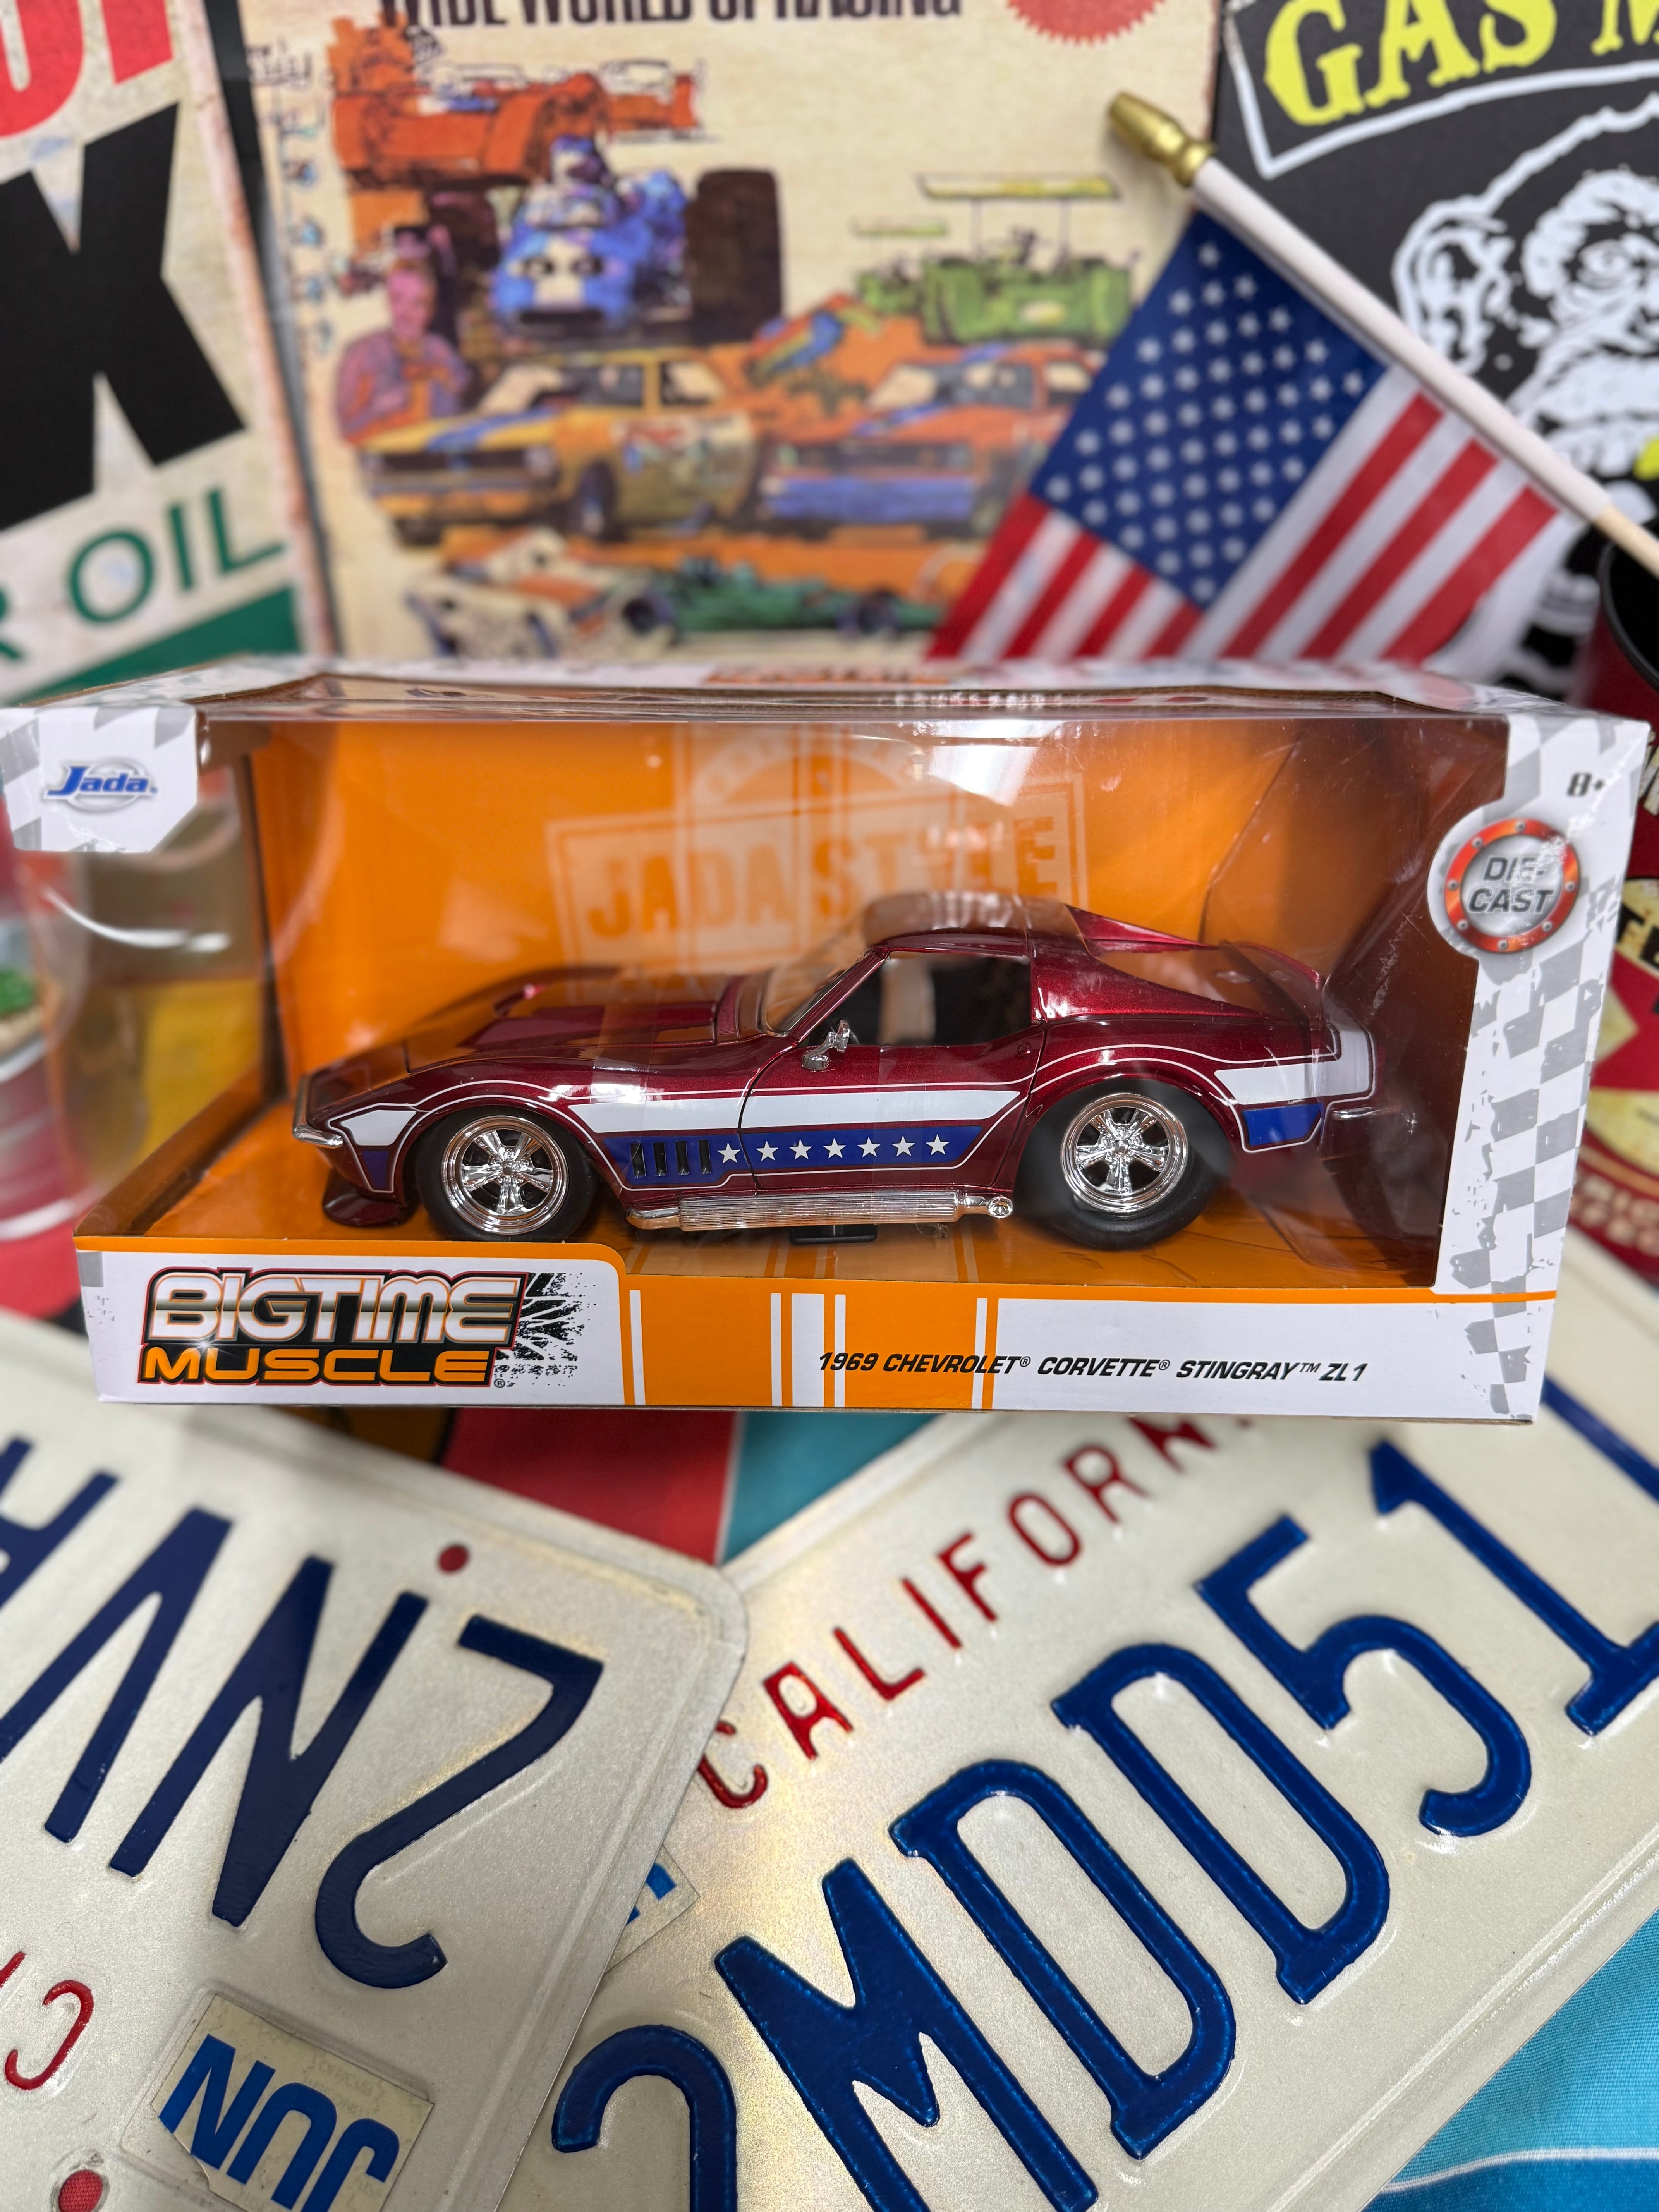 WIDE WORLD OF RACING
GAS M
OIL
Jada
8+
JADA STYLE
DIE-
CAST
BIGTIME
MUSCLE®
1969 CHEVROLET® CORVETTE® STINGRAY™ ZL1
CALIFORN
2MDD51
JUN